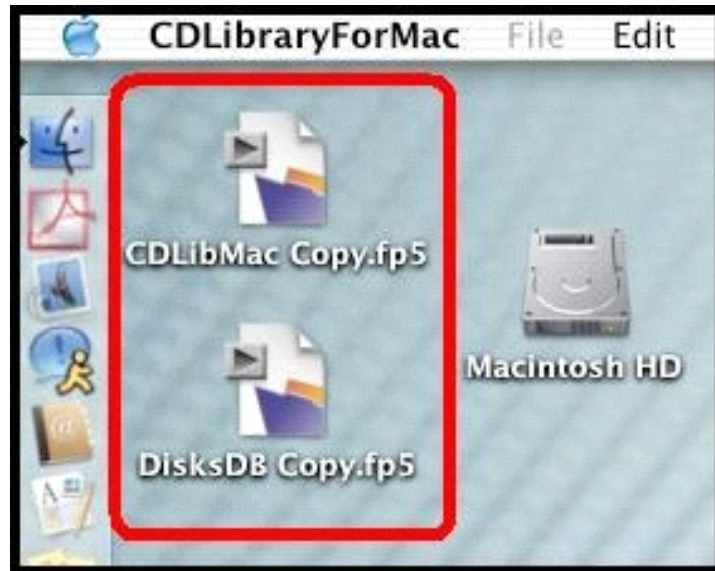 CDLibraryForMac File Edit
CDLibMac Copy.fp5
Macintosh HD
DisksDB Copy.fp5